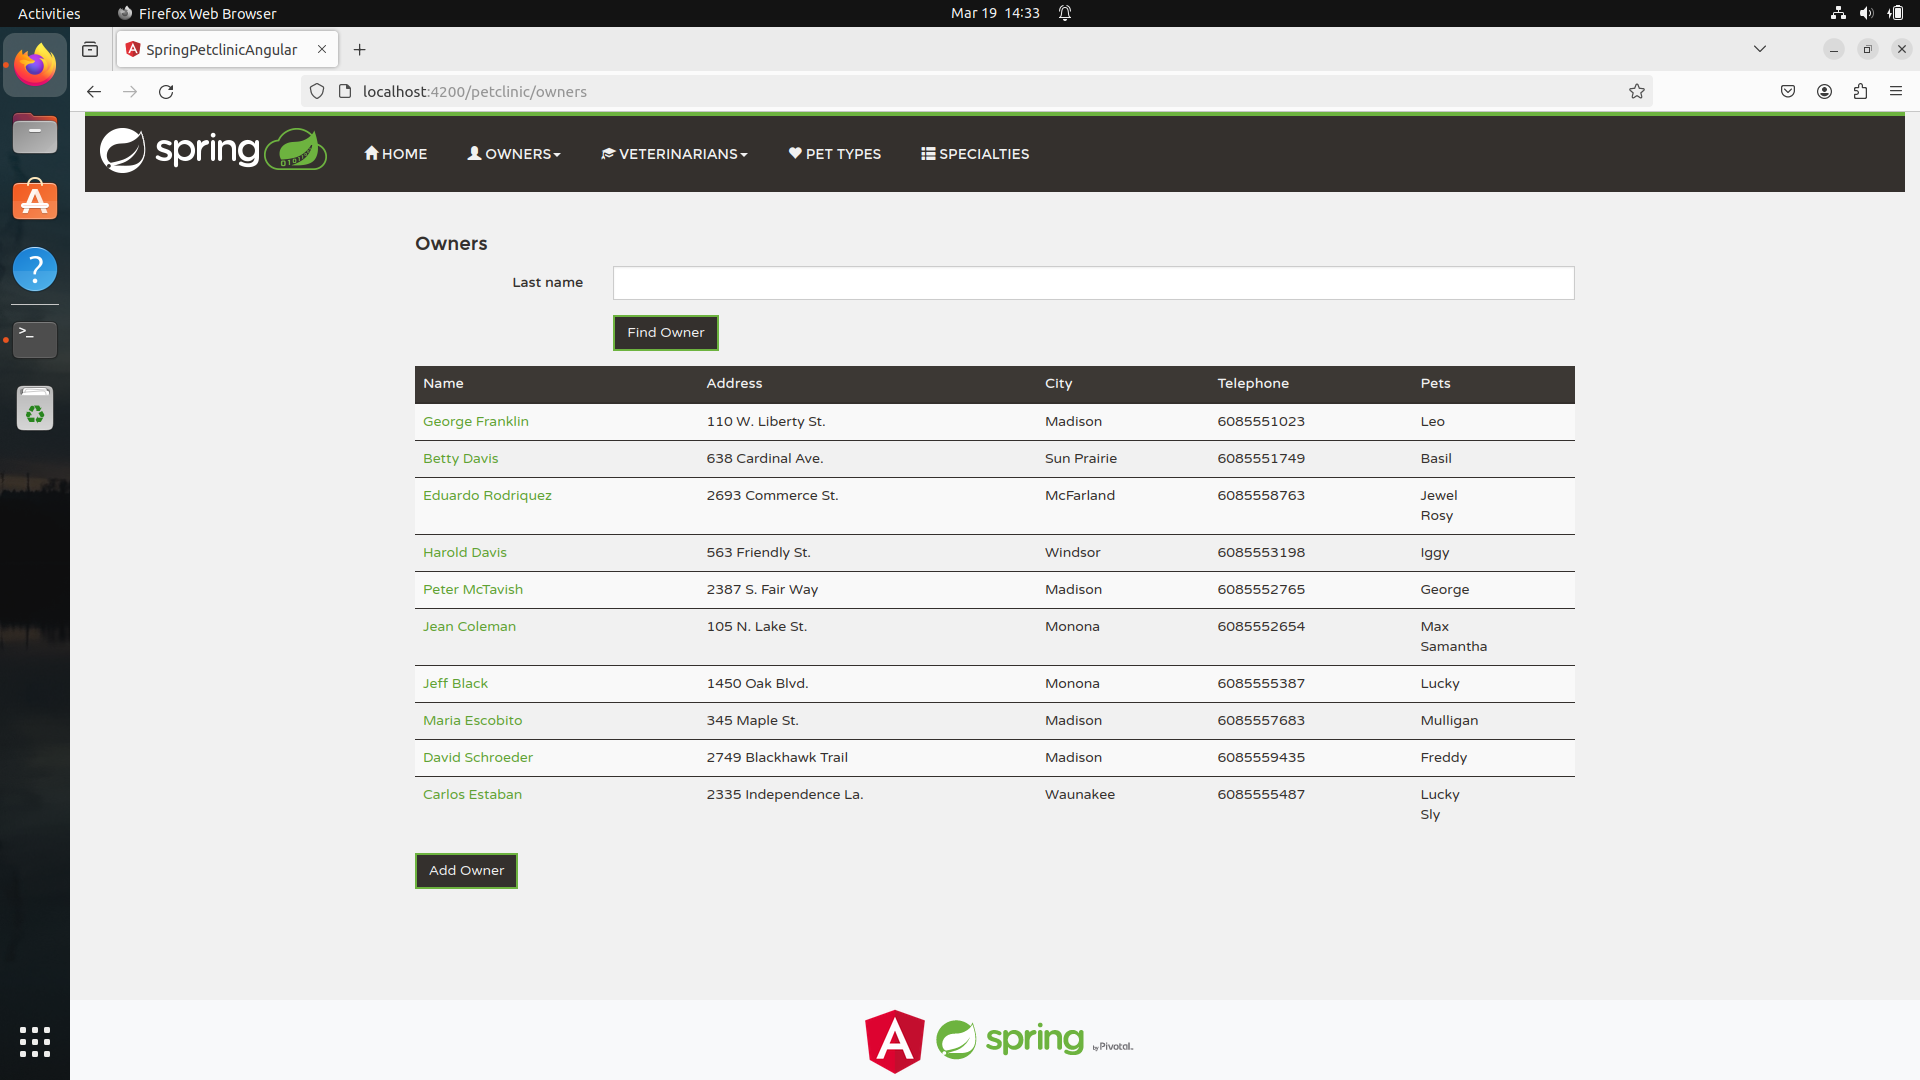 Activities Firefox Web Browser Mar 19 14:33
SpringPetclinicAngular
localhost:4200/petclinic/owners
spring HOME OWNERS VETERINARIANS PET TYPES SPECIALTIES
Owners
Last name
Find Owner
Name Address City Telephone Pets
George Franklin 110 W. Liberty St. Madison 6085551023 Leo
Betty Davis 638 Cardinal Ave. Sun Prairie 6085551749 Basil
Eduardo Rodriquez 2693 Commerce St. McFarland 6085558763 Jewel
Rosy
Harold Davis 563 Friendly St. Windsor 6085553198 Iggy
Peter McTavish 2387 S. Fair Way Madison 6085552765 George
Jean Coleman 105 N. Lake St. Monona 6085552654 Max
Samantha
Jeff Black 1450 Oak Blvd. Monona 6085555387 Lucky
Maria Escobito 345 Maple St. Madison 6085557683 Mulligan
David Schroeder 2749 Blackhawk Trail Madison 6085559435 Freddy
Carlos Estaban 2335 Independence La. Waunakee 6085555487 Lucky
Sly
Add Owner
A spring by Pivotal.